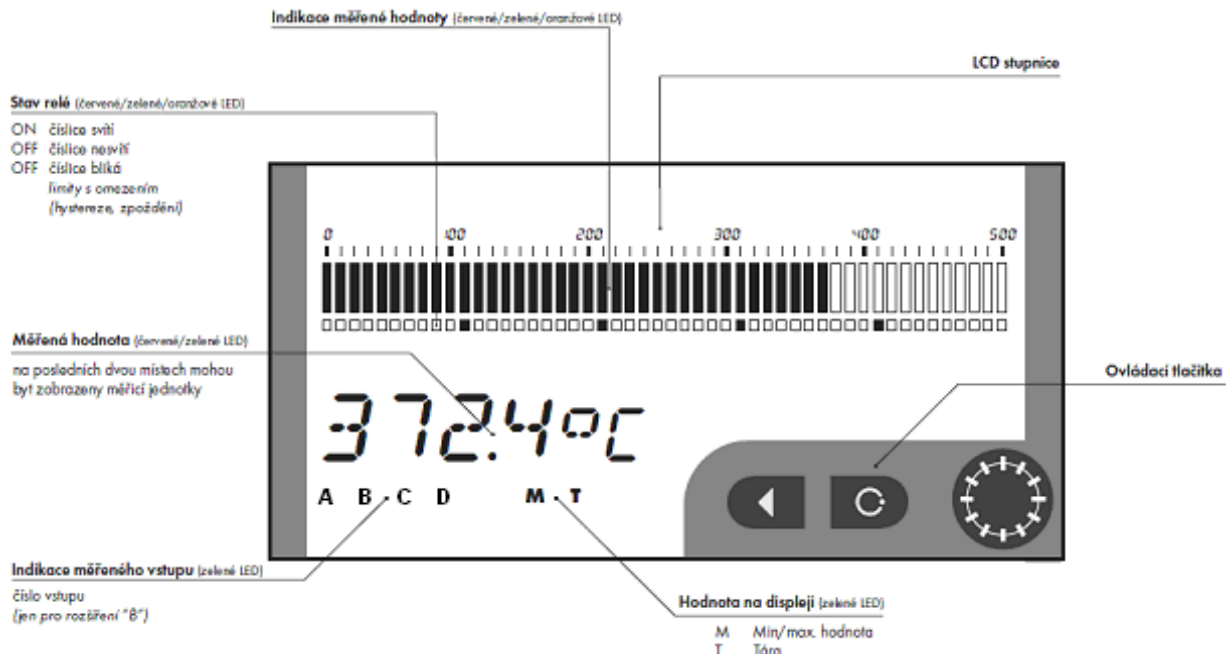 Indikace měřené hodnoty (červené/zelené/oranžové LED)
LCD stupnice
Stav relé (červené/zelené/oranžové LED)
ON číslice svítí
OFF číslice nesvítí
OFF číslice bliká
limity s omezením
(hystereze, zpoždění)
0 100 200 300 400 500
Měřená hodnota (červené/zelené LED)
na posledních dvou místech mohou
byt zobrazeny měřicí jednotky
Ovládací tlačítka
372.4°C
A B C D M T
Indikace měřeného vstupu (zelené LED)
číslo vstupu
(jen pro rozšíření "B")
Hodnota na displeji (zelené LED)
M Min/max. hodnota
T Tára